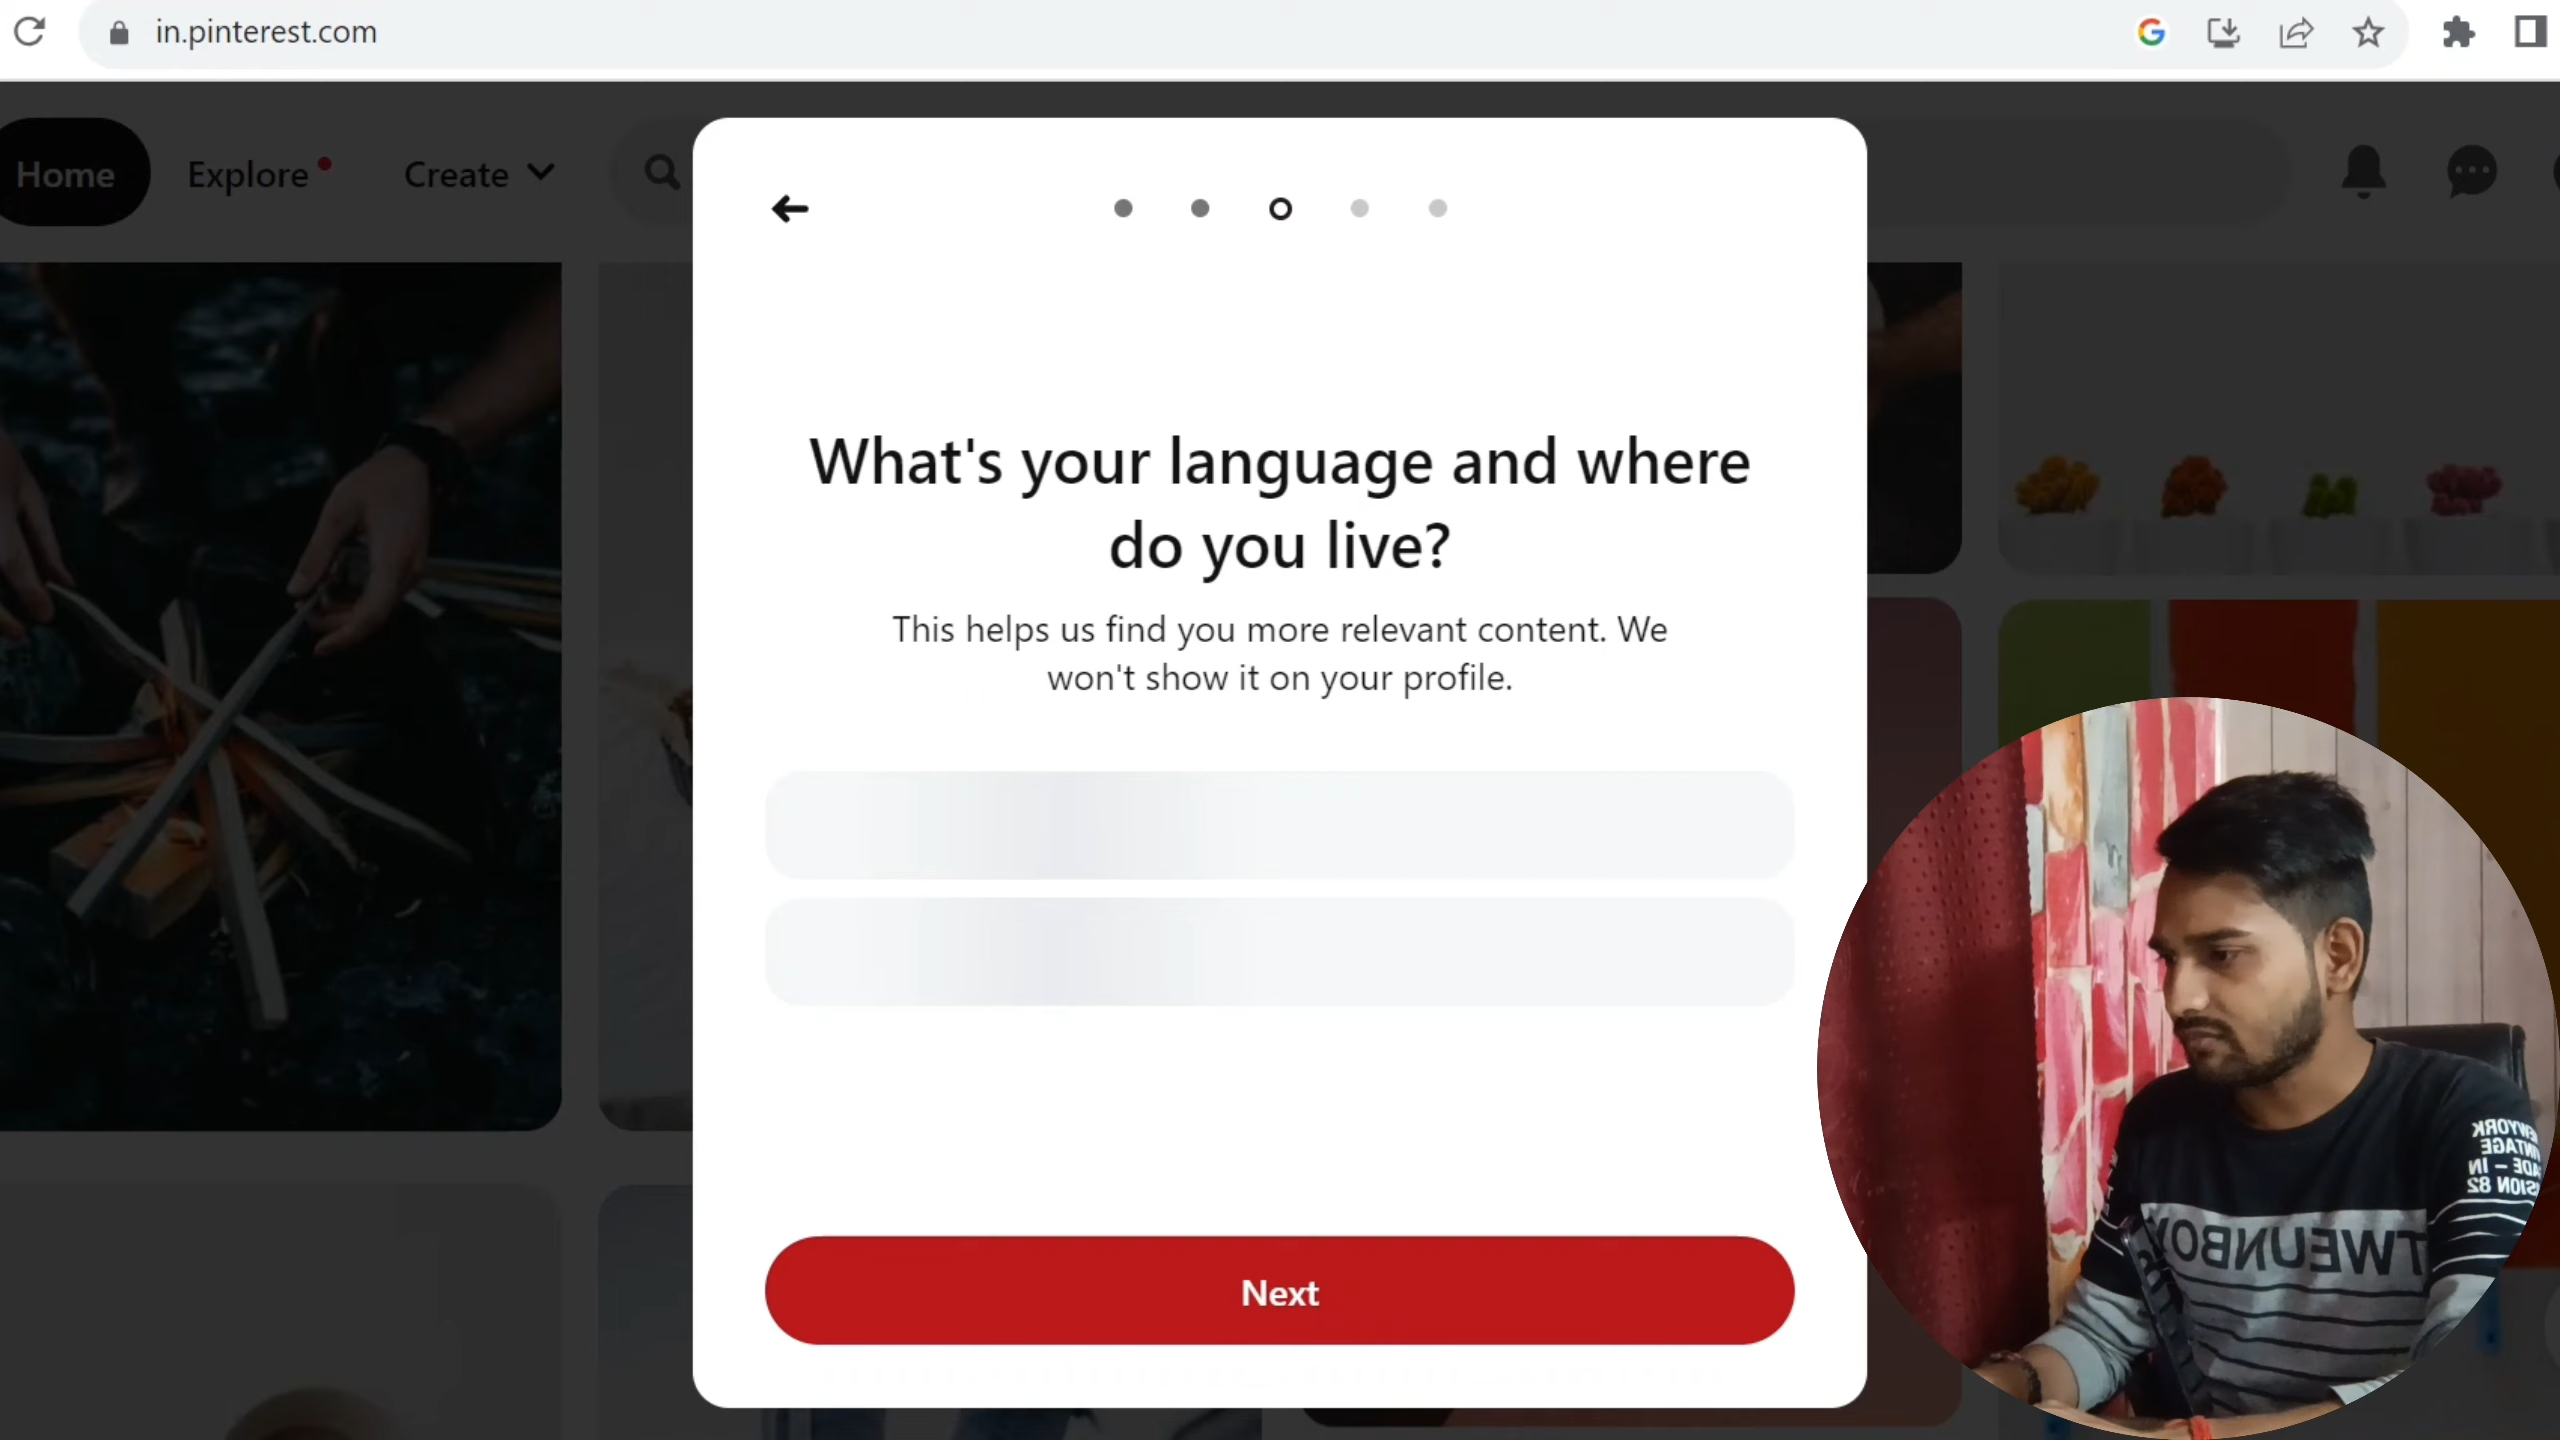 in.pinterest.com
Home
Explore
Create
What's your language and where
do you live?
This helps us find you more relevant content. We
won't show it on your profile.
Next
TWEUNBO